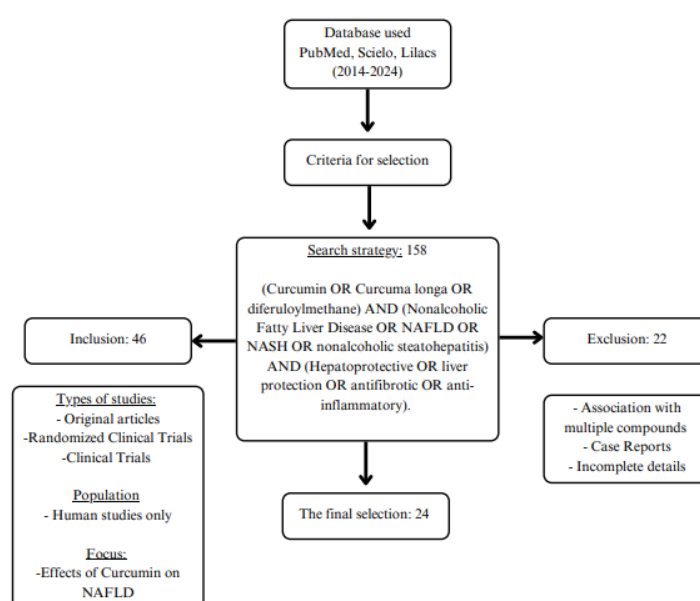 Database used
PubMed, Scielo, Lilacs
(2014-2024)
Criteria for selection
Search strategy: 158
(Curcumin OR Curcuma longa OR
diferuloylmethane) AND (Nonalcoholic
Fatty Liver Disease OR NAFLD OR
NASH OR nonalcoholic steatohepatitis)
AND (Hepatoprotective OR liver
protection OR antifibrotic OR anti-
inflammatory).
Inclusion: 46
Exclusion: 22
Types of studies:
- Original articles
-Randomized Clinical Trials
-Clinical Trials
Population
- Human studies only
Focus:
-Effects of Curcumin on
NAFLD
- Association with
multiple compounds
- Case Reports
- Incomplete details
The final selection: 24